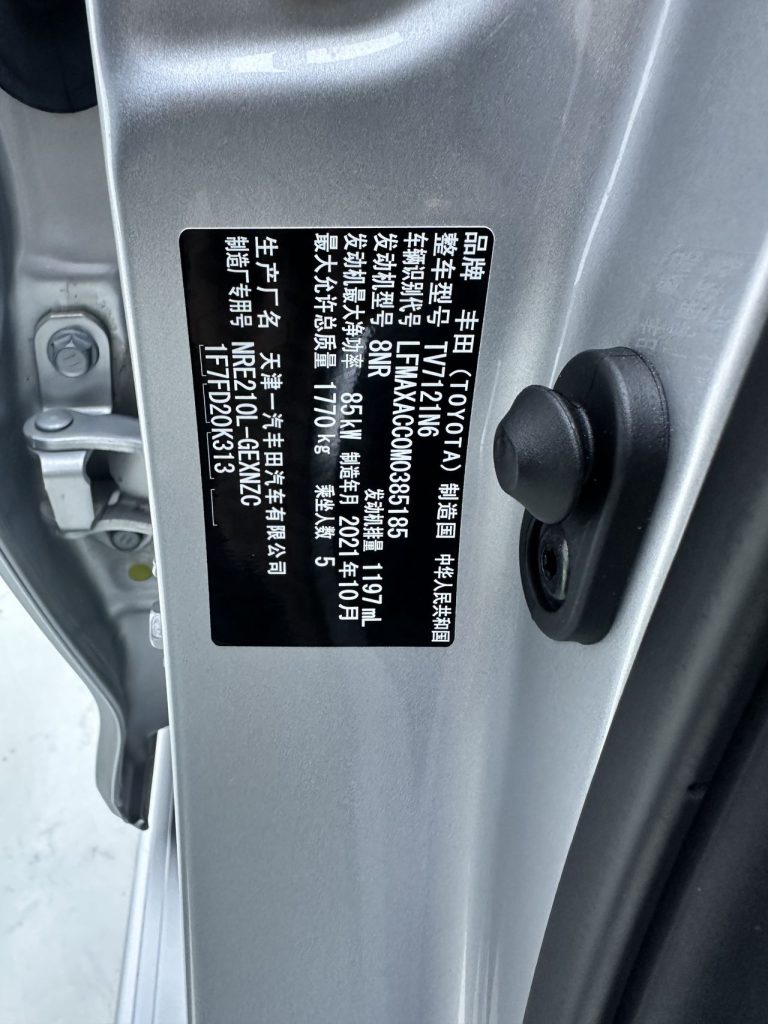 品牌 丰田(TOYOTA) 制造国 中华人民共和国
整车型号 TV7121N6
车辆识别代号 LFMAXACC0M0385185
发动机型号 8NR 发动机排量 1197mL
发动机最大净功率 85kW 制造年月 2021年10月
最大允许总质量 1770kg 乘坐人数 5
生产厂名 天津一汽丰田汽车有限公司
制造厂专用号 NRE210L-GEXNZC
1F7FD20K313